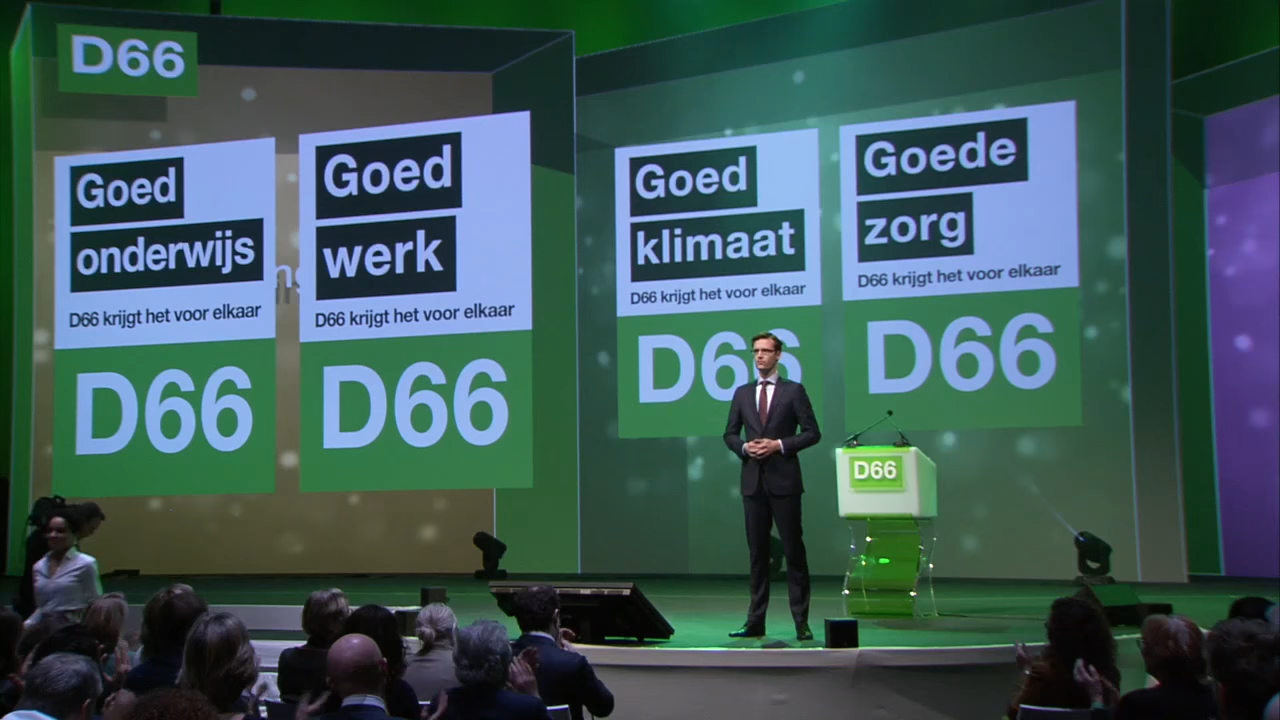 D66
Goed
onderwijs
D66 krijgt het voor elkaar
D66
Goed
werk
D66 krijgt het voor elkaar
D66
Goed
klimaat
D66 krijgt het voor elkaar
D66
Goede
zorg
D66 krijgt het voor elkaar
D66
D66